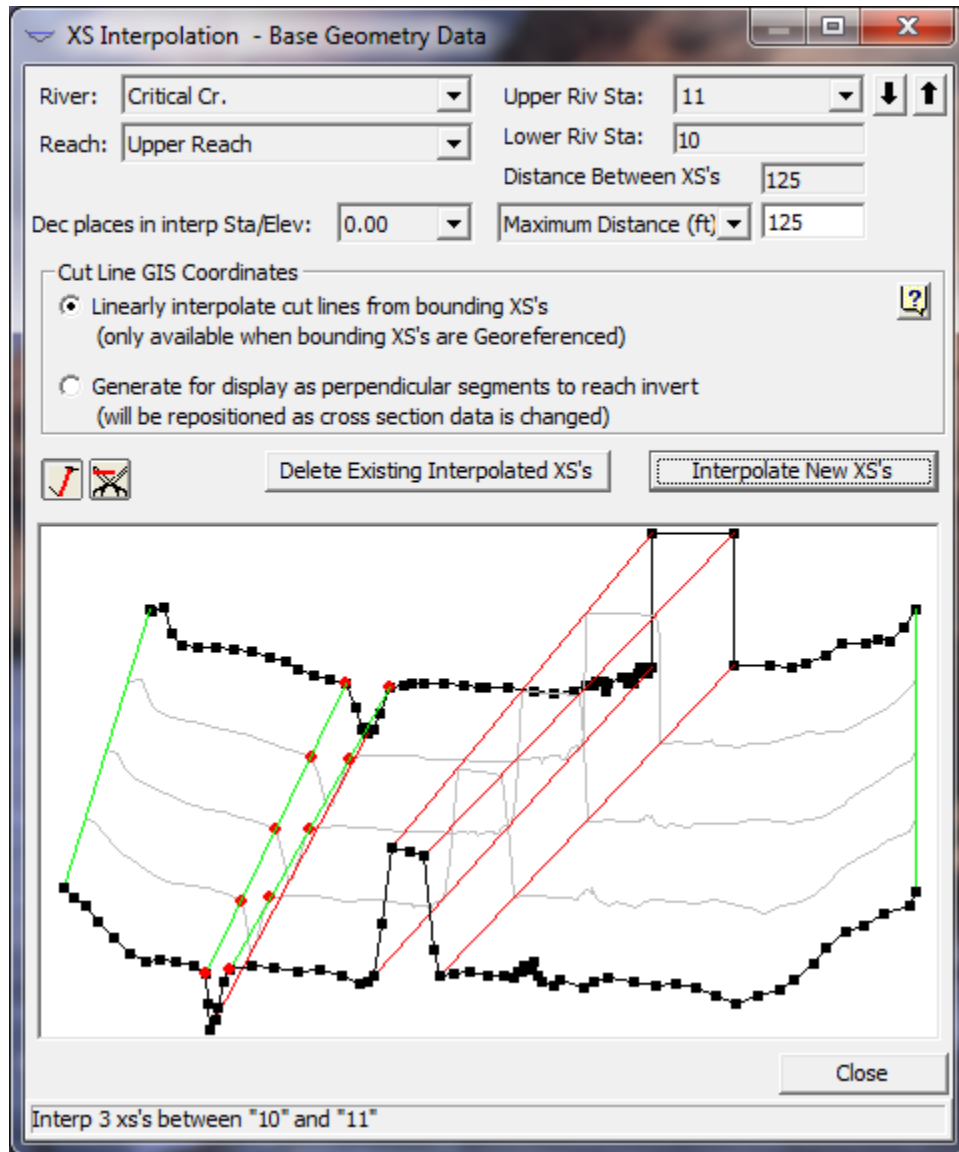 XS Interpolation - Base Geometry Data
River: Critical Cr. Upper Riv Sta: 11
Reach: Upper Reach Lower Riv Sta: 10
Distance Between XS's 125
Dec places in interp Sta/Elev: 0.00 Maximum Distance (ft) 125
Cut Line GIS Coordinates
Linearly interpolate cut lines from bounding XS's
(only available when bounding XS's are Georeferenced)
Generate for display as perpendicular segments to reach invert
(will be repositioned as cross section data is changed)
Delete Existing Interpolated XS's Interpolate New XS's
Close
Interp 3 xs's between "10" and "11"